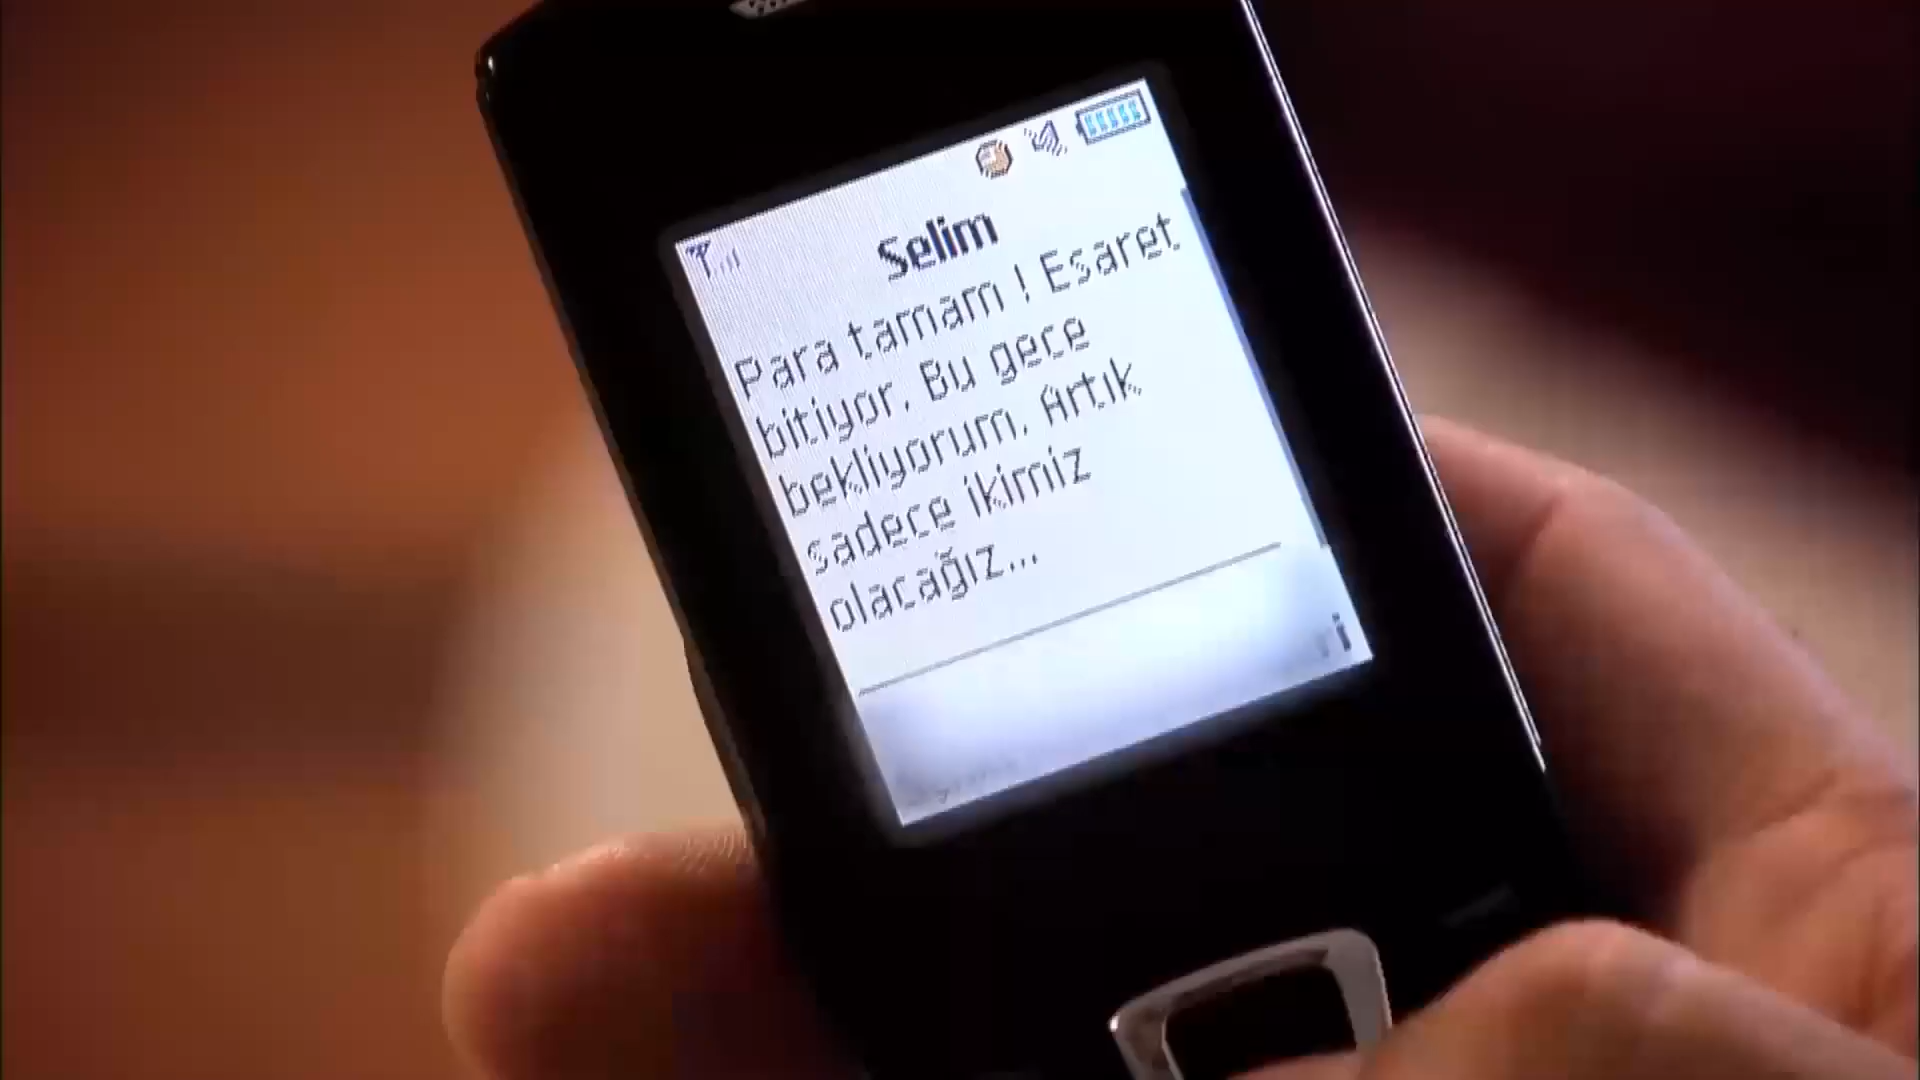 Selim
Para tamam ! Esaret
bitiyor. Bu gece
bekliyorum. Artık
sadece ikimiz
olacağız...